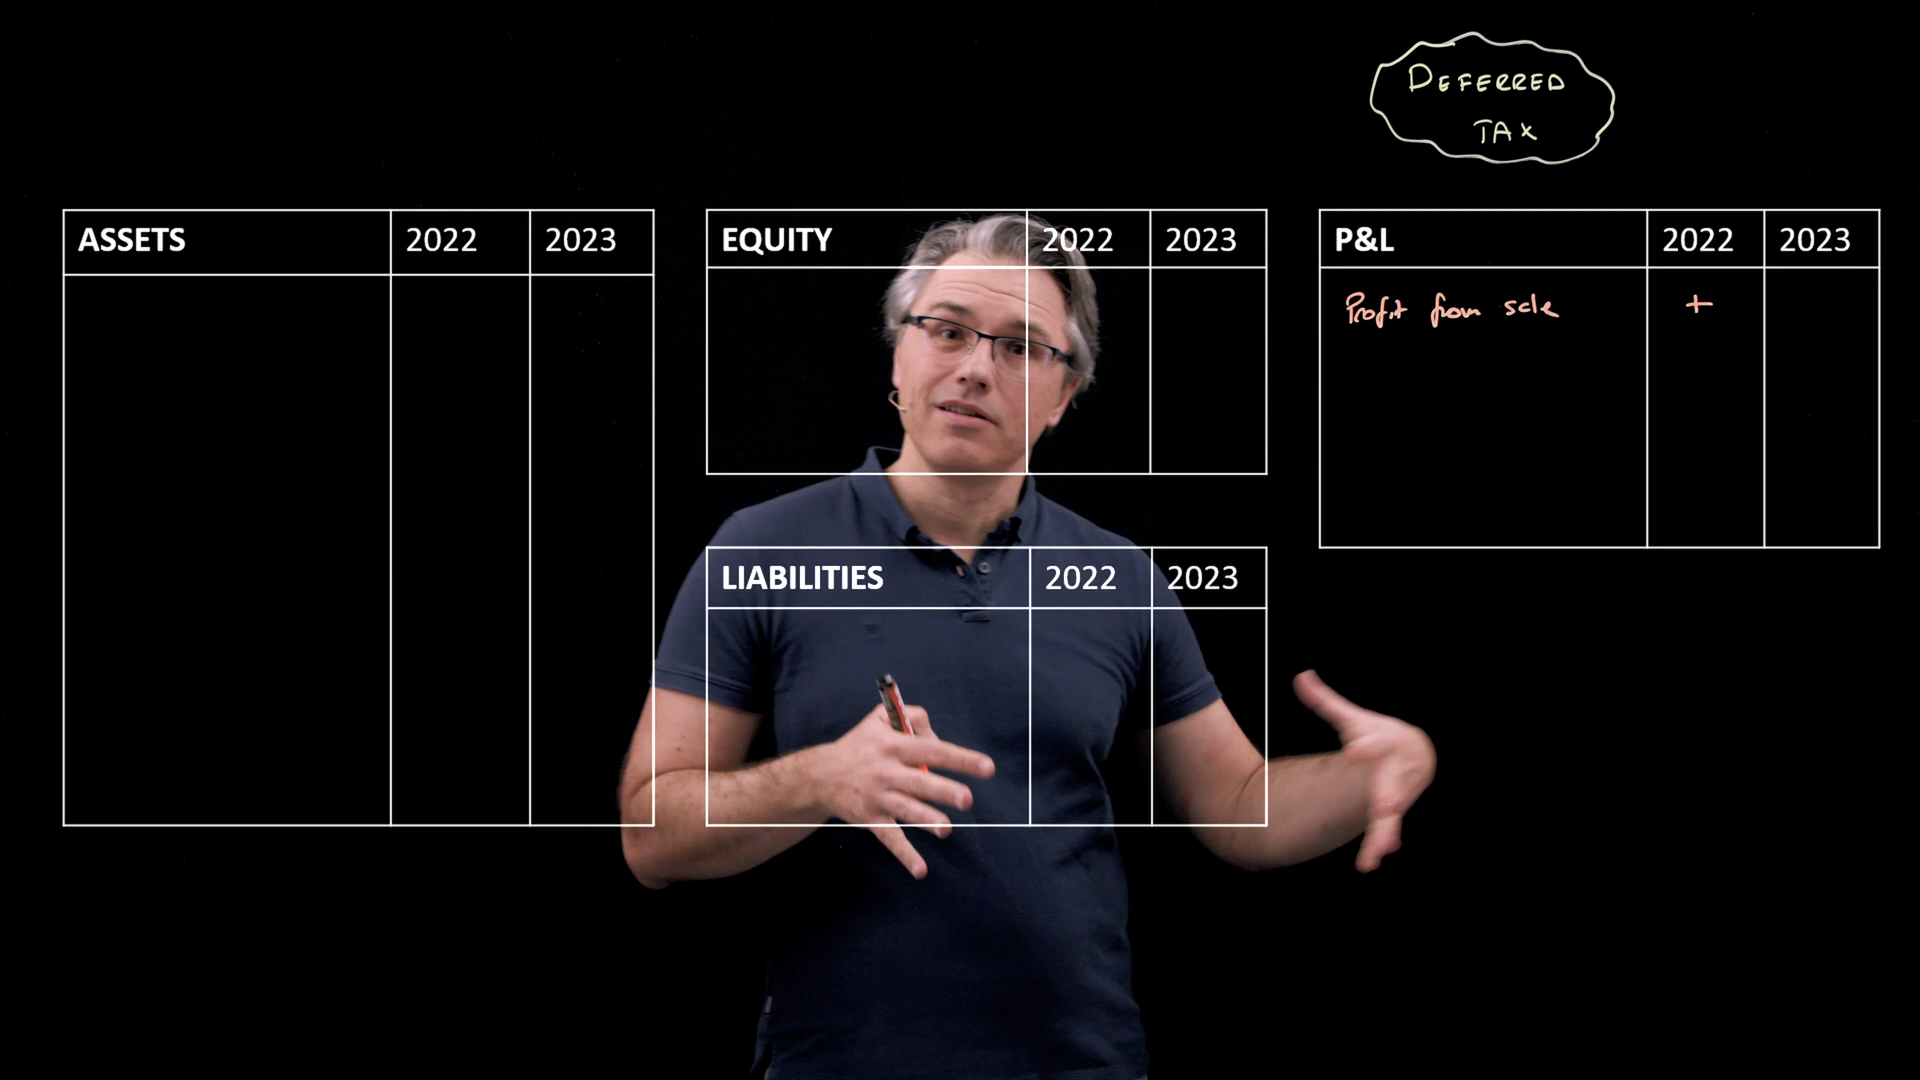 DEFERRED
TAX
ASSETS 2022 2023
EQUITY 2022 2023
P&L 2022 2023
Profit from sale +
LIABILITIES 2022 2023